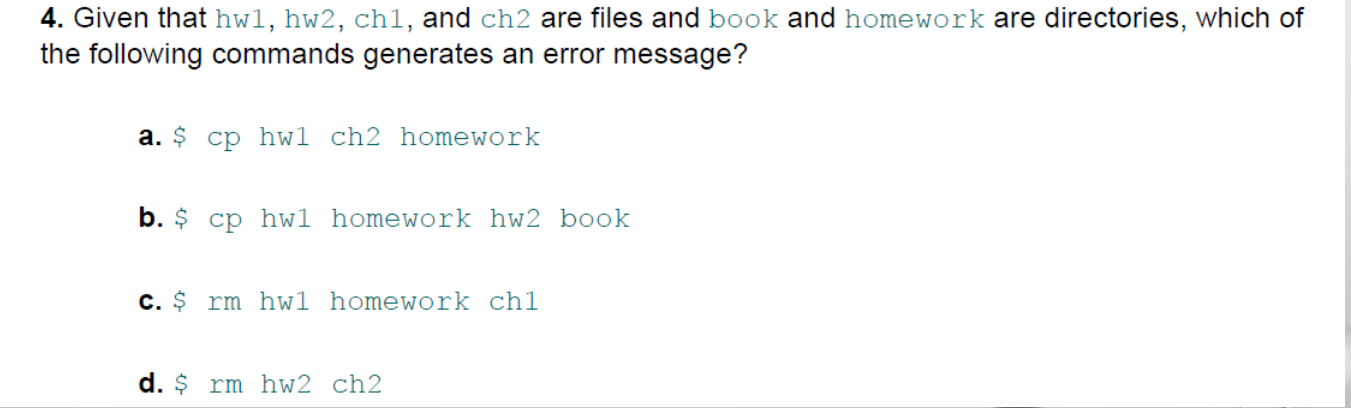 4. Given that hw1, hw2, ch1, and ch2 are files and book and homework are directories, which of
the following commands generates an error message?
a. $ cp hw1 ch2 homework
b. $ cp hw1 homework hw2 book
c. $ rm hw1 homework ch1
d. $ rm hw2 ch2